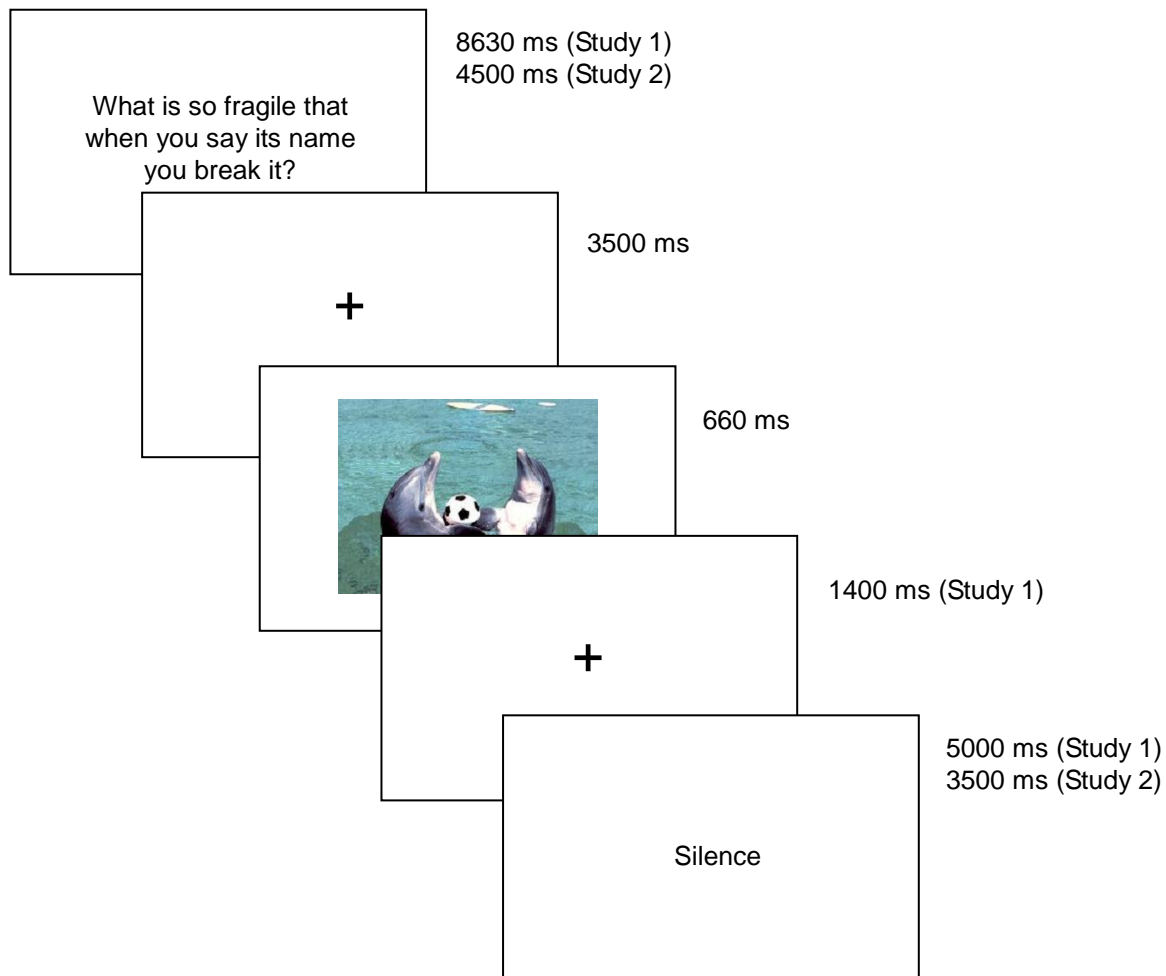 8630 ms (Study 1)
4500 ms (Study 2)
What is so fragile that
when you say its name
you break it?
3500 ms
+
660 ms
1400 ms (Study 1)
+
5000 ms (Study 1)
3500 ms (Study 2)
Silence